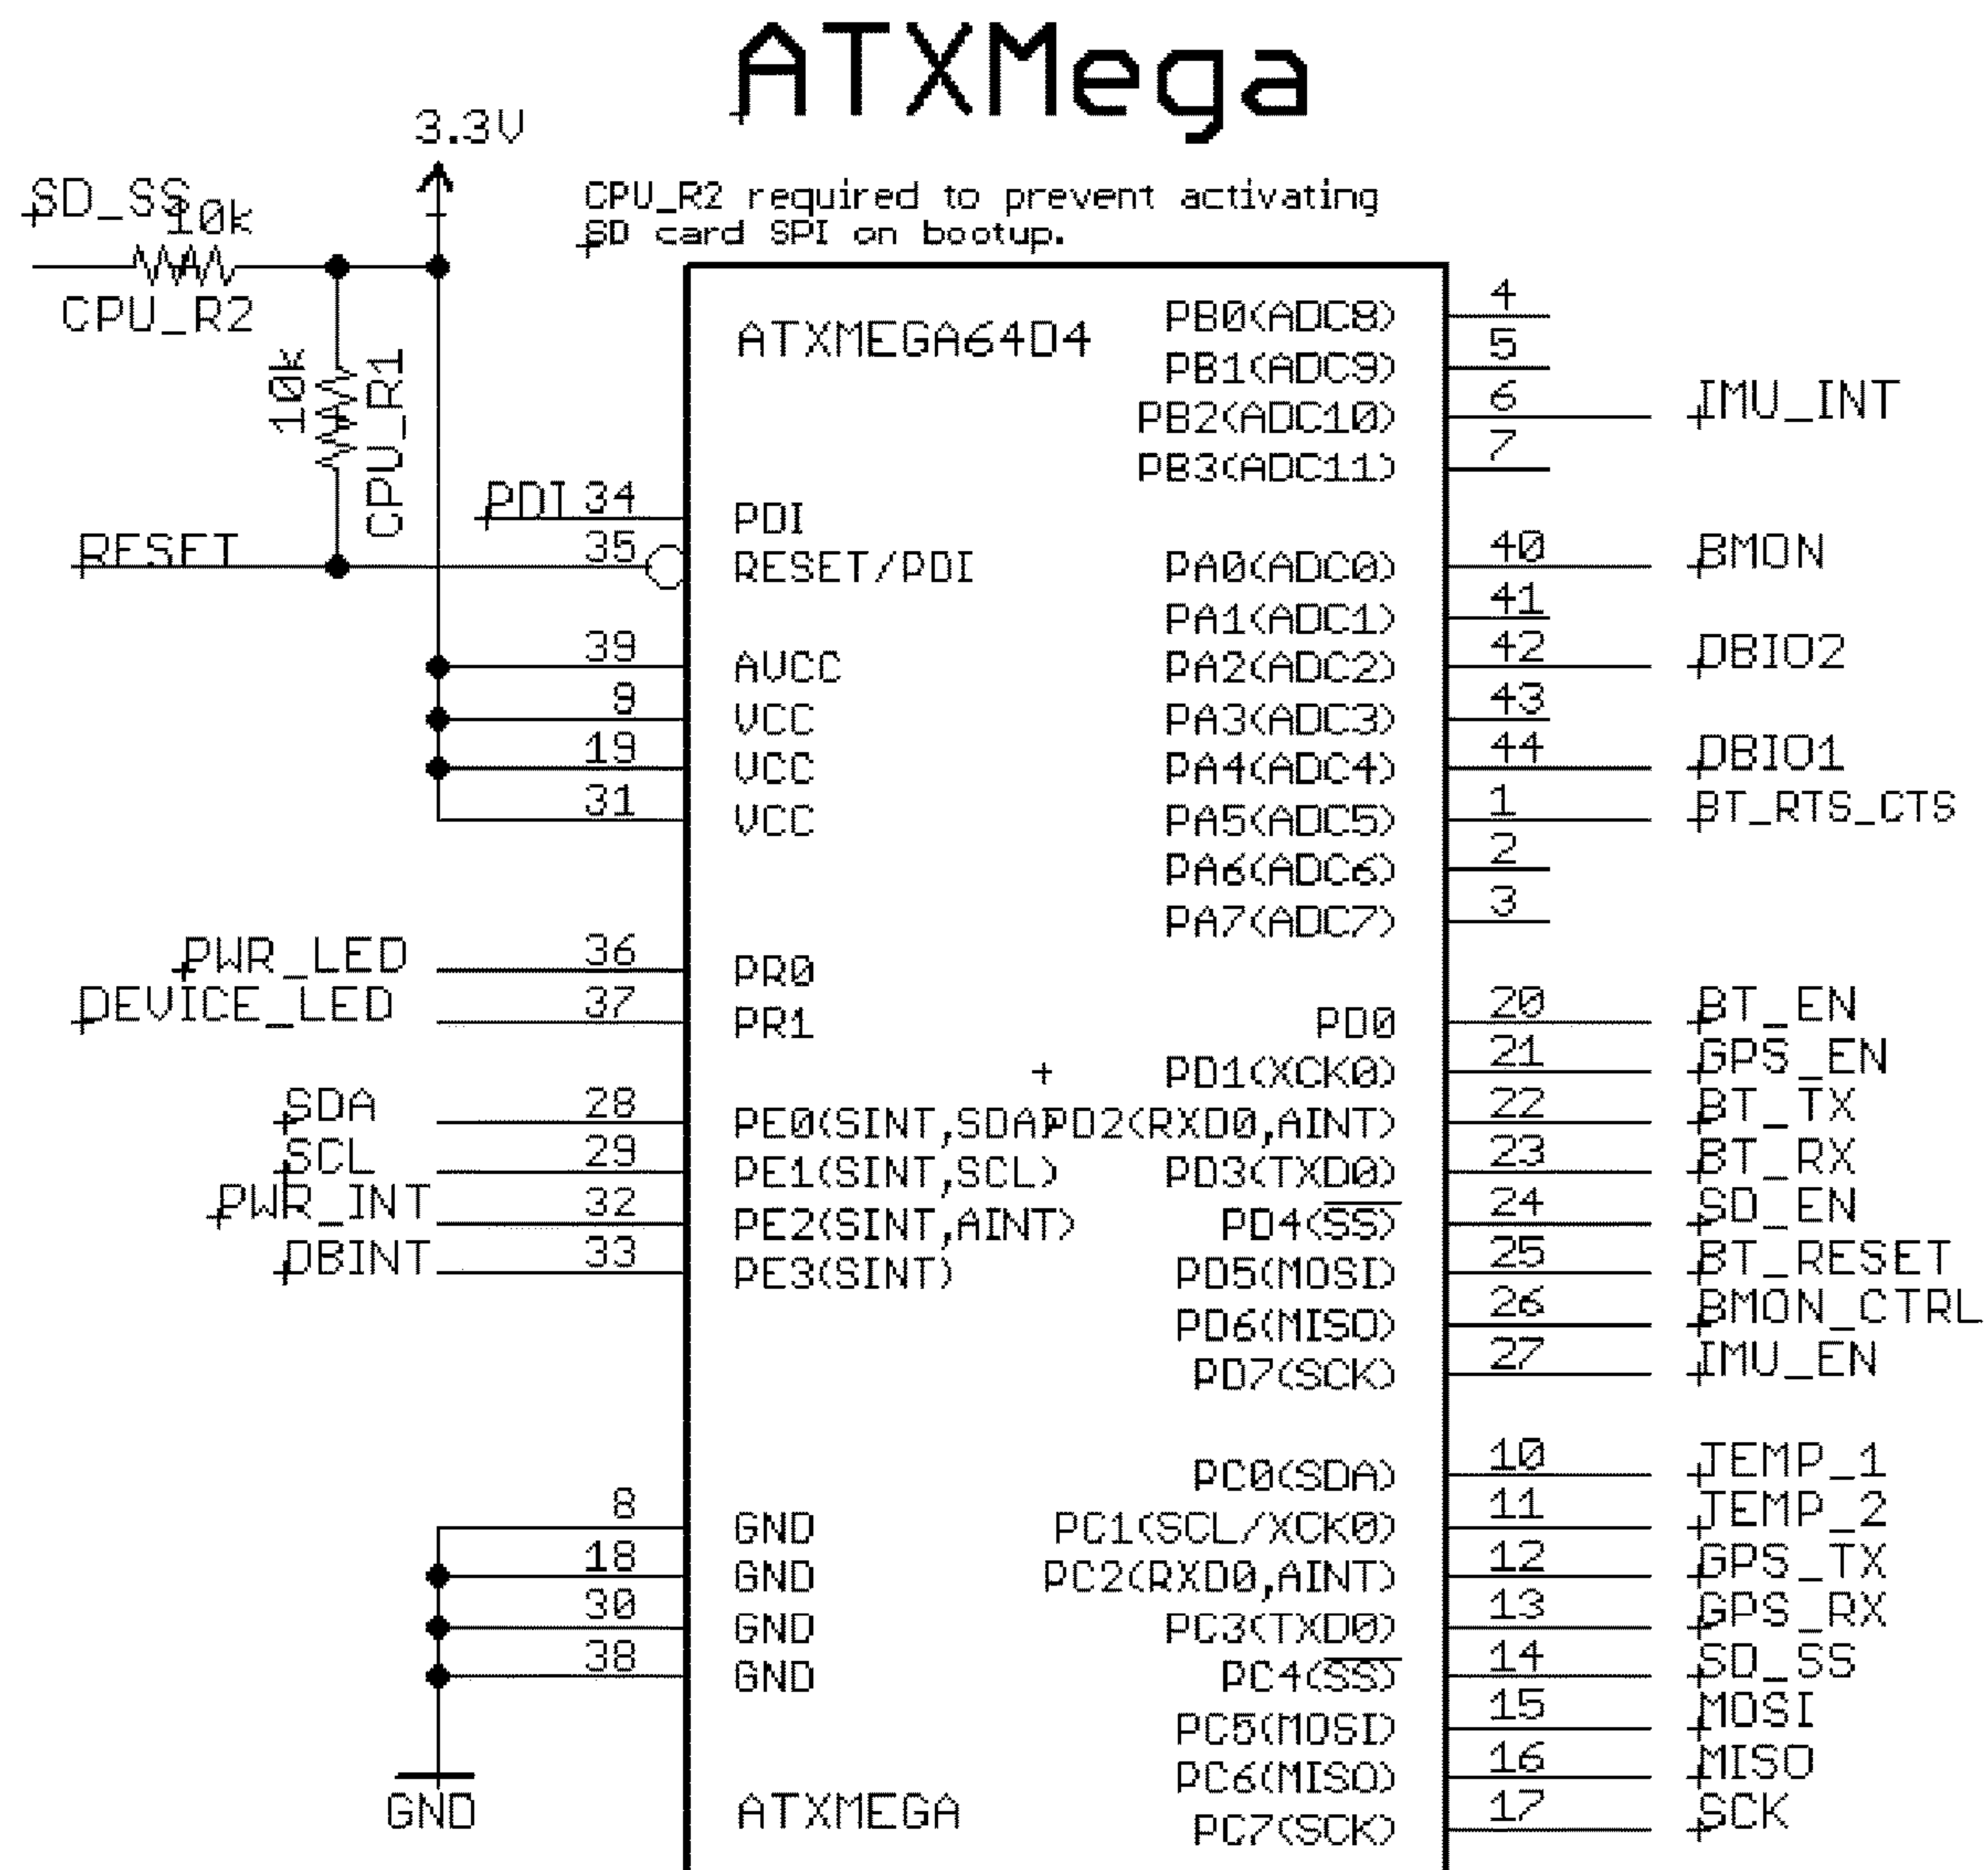 ATXMega
3.3V
SD_SS
10k
CPU_R2
CPU_R2 required to prevent activating
SD card SPI on bootup.
10k
CPU_R1
ATXMEGA64D4
PDI 34 PDI
RESET 35 RESET/PDI
39 AVCC
9 VCC
19 VCC
31 VCC
PWR_LED 36 PR0
DEVICE_LED 37 PR1
SDA 28 PE0(SINT,SDA)
SCL 29 PE1(SINT,SCL)
PWR_INT 32 PE2(SINT,AINT)
DBINT 33 PE3(SINT)
8 GND
18 GND
30 GND
38 GND
GND
ATXMEGA
PB0(ADC8) 4
PB1(ADC9) 5
PB2(ADC10) 6 IMU_INT
PB3(ADC11) 7
PA0(ADC0) 40 BMON
PA1(ADC1) 41
PA2(ADC2) 42 DBIO2
PA3(ADC3) 43
PA4(ADC4) 44 DBIO1
PA5(ADC5) 1 BT_RTS_CTS
PA6(ADC6) 2
PA7(ADC7) 3
PD0 20 BT_EN
PD1(XCK0) 21 GPS_EN
PD2(RXD0,AINT) 22 BT_TX
PD3(TXD0) 23 BT_RX
PD4(SS) 24 SD_EN
PD5(MOSI) 25 BT_RESET
PD6(MISO) 26 BMON_CTRL
PD7(SCK) 27 IMU_EN
PC0(SDA) 10 TEMP_1
PC1(SCL/XCK0) 11 TEMP_2
PC2(RXD0,AINT) 12 GPS_TX
PC3(TXD0) 13 GPS_RX
PC4(SS) 14 SD_SS
PC5(MOSI) 15 MOSI
PC6(MISO) 16 MISO
PC7(SCK) 17 SCK